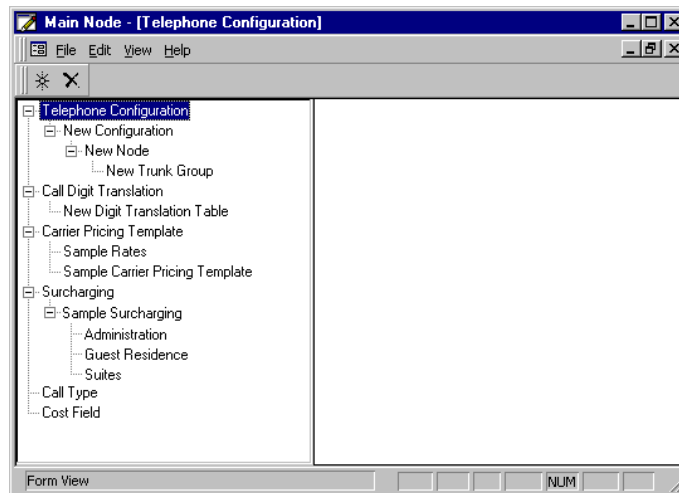 Main Node - [Telephone Configuration]
File Edit View Help
Telephone Configuration
New Configuration
New Node
New Trunk Group
Call Digit Translation
New Digit Translation Table
Carrier Pricing Template
Sample Rates
Sample Carrier Pricing Template
Surcharging
Sample Surcharging
Administration
Guest Residence
Suites
Call Type
Cost Field
Form View NUM